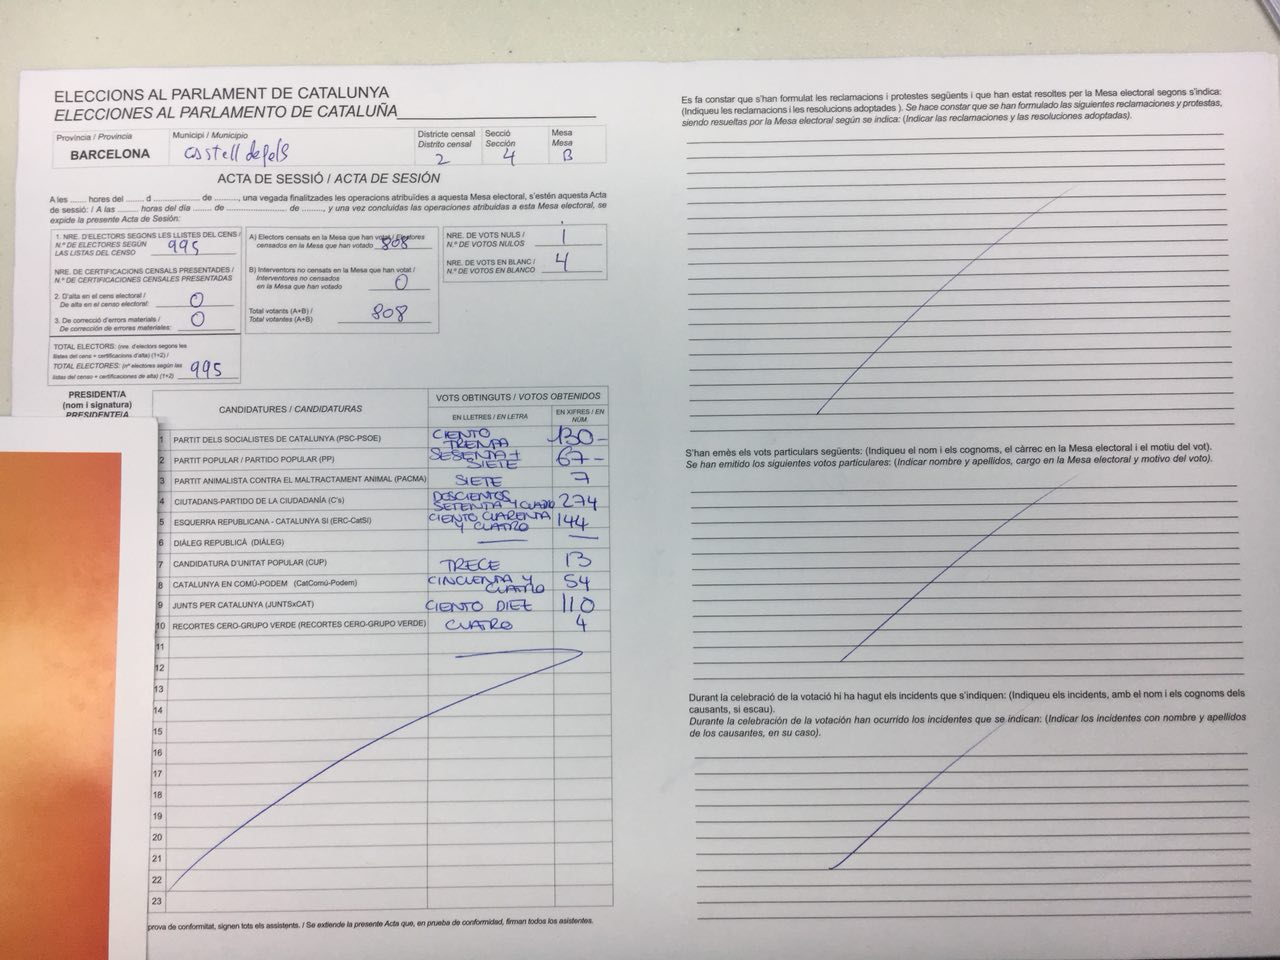 ELECCIONS AL PARLAMENT DE CATALUNYA
ELECCIONES AL PARLAMENTO DE CATALUÑA
Província / Provincia
BARCELONA
Municipi / Municipio
Castelldefels
Districte censal
Distrito censal
2
Secció
Sección
4
Mesa
Mesa
B
ACTA DE SESSIÓ / ACTA DE SESIÓN
A les ...... hores del ...... d ........................ de ........, una vegada finalitzades les operacions atribuïdes a aquesta Mesa electoral, s'estén aquesta Acta
de sessió: / A las ........ horas del día ....... de ........................ de ......., y una vez concluidas las operaciones atribuidas a esta Mesa electoral, se
expide la presente Acta de Sesión:
1. NRE. D'ELECTORS SEGONS LES LLISTES DEL CENS /
N.º DE ELECTORES SEGÚN
LAS LISTAS DEL CENSO
995
NRE. DE CERTIFICACIONS CENSALS PRESENTADES /
N.º DE CERTIFICACIONES CENSALES PRESENTADAS
2. D'alta en el cens electoral /
De alta en el censo electoral:
0
3. De correcció d'errors materials /
De corrección de errores materiales:
0
TOTAL ELECTORS: (nre. d'electors segons les
llistes del cens + certificacions d'alta) (1+2) /
TOTAL ELECTORES: (nº electores según las
listas del censo + certificaciones de alta) (1+2)
995
A) Electors censats en la Mesa que han votat / Electores
censados en la Mesa que han votado
808
B) Interventors no censats en la Mesa que han votat /
Interventores no censados
en la Mesa que han votado
0
Total votants (A+B) /
Total votantes (A+B)
808
NRE. DE VOTS NULS /
N.º DE VOTOS NULOS
1
NRE. DE VOTS EN BLANC /
N.º DE VOTOS EN BLANCO
4
PRESIDENT/A
(nom i signatura)
PRESIDENTE/A
CANDIDATURES / CANDIDATURAS
VOTS OBTINGUTS / VOTOS OBTENIDOS
EN LLETRES / EN LETRA
EN XIFRES / EN NÚM.
1 PARTIT DELS SOCIALISTES DE CATALUNYA (PSC-PSOE) CIENTO TRENTA 130-
2 PARTIT POPULAR / PARTIDO POPULAR (PP) SESENTA + SIETE 67-
3 PARTIT ANIMALISTA CONTRA EL MALTRACTAMENT ANIMAL (PACMA) SIETE 7
4 CIUTADANS-PARTIDO DE LA CIUDADANÍA (C's) DOSCIENTOS SETENTA Y CUATRO 274
5 ESQUERRA REPUBLICANA - CATALUNYA SÍ (ERC-CatSí) CIENTO CUARENTA Y CUATRO 144
6 DIÀLEG REPUBLICÀ (DIÀLEG)
7 CANDIDATURA D'UNITAT POPULAR (CUP) TRECE 13
8 CATALUNYA EN COMÚ-PODEM (CatComú-Podem) CINCUENTA Y CUATRO 54
9 JUNTS PER CATALUNYA (JUNTSxCAT) CIENTO DIEZ 110
10 RECORTES CERO-GRUPO VERDE (RECORTES CERO-GRUPO VERDE) CUATRO 4
11
12
13
14
15
16
17
18
19
20
21
22
23
prova de conformitat, signen tots els assistents. / Se extiende la presente Acta que, en prueba de conformidad, firman todos los asistentes.
Es fa constar que s'han formulat les reclamacions i protestes següents i que han estat resoltes per la Mesa electoral segons s'indica:
(Indiqueu les reclamacions i les resolucions adoptades ). Se hace constar que se han formulado las siguientes reclamaciones y protestas,
siendo resueltas por la Mesa electoral según se indica: (Indicar las reclamaciones y las resoluciones adoptadas).
S'han emès els vots particulars següents: (Indiqueu el nom i els cognoms, el càrrec en la Mesa electoral i el motiu del vot).
Se han emitido los siguientes votos particulares: (Indicar nombre y apellidos, cargo en la Mesa electoral y motivo del voto).
Durant la celebració de la votació hi ha hagut els incidents que s'indiquen: (Indiqueu els incidents, amb el nom i els cognoms dels
causants, si escau).
Durante la celebración de la votación han ocurrido los incidentes que se indican: (Indicar los incidentes con nombre y apellidos
de los causantes, en su caso).